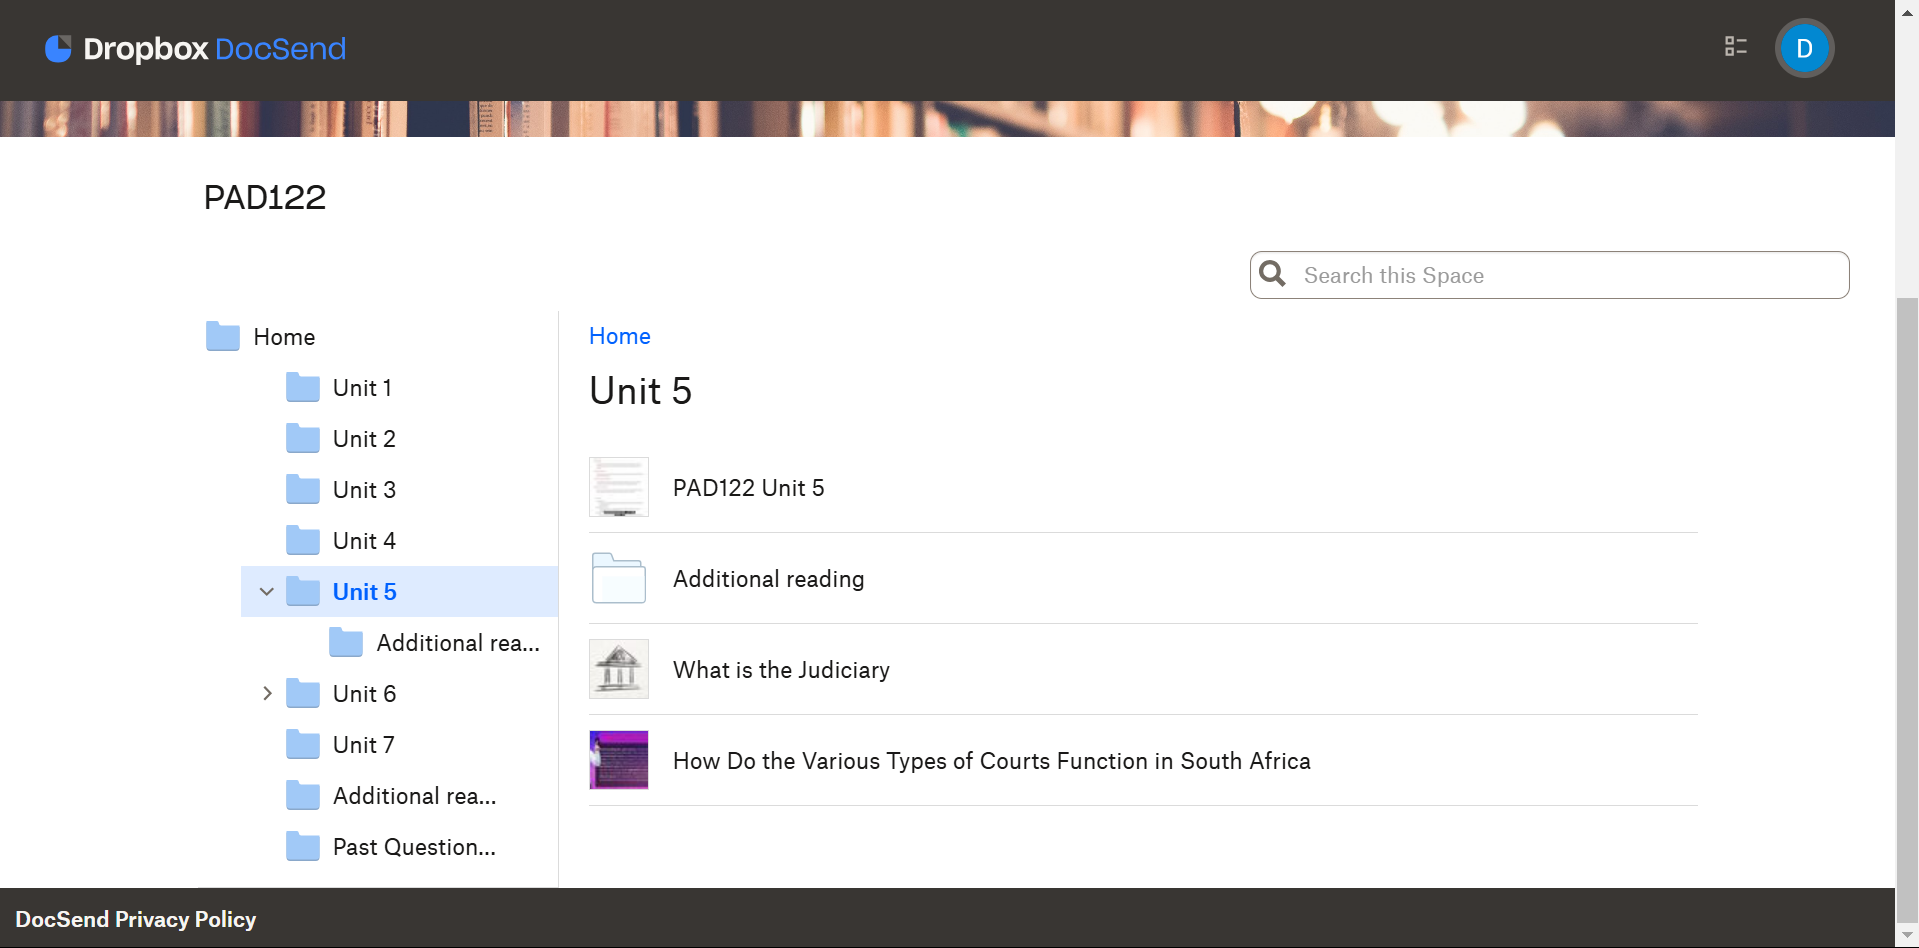 Dropbox DocSend
D
PAD122
Search this Space
Home
Unit 1
Unit 2
Unit 3
Unit 4
Unit 5
Additional rea...
Unit 6
Unit 7
Additional rea...
Past Question...
Home
Unit 5
PAD122 Unit 5
Additional reading
What is the Judiciary
How Do the Various Types of Courts Function in South Africa
DocSend Privacy Policy